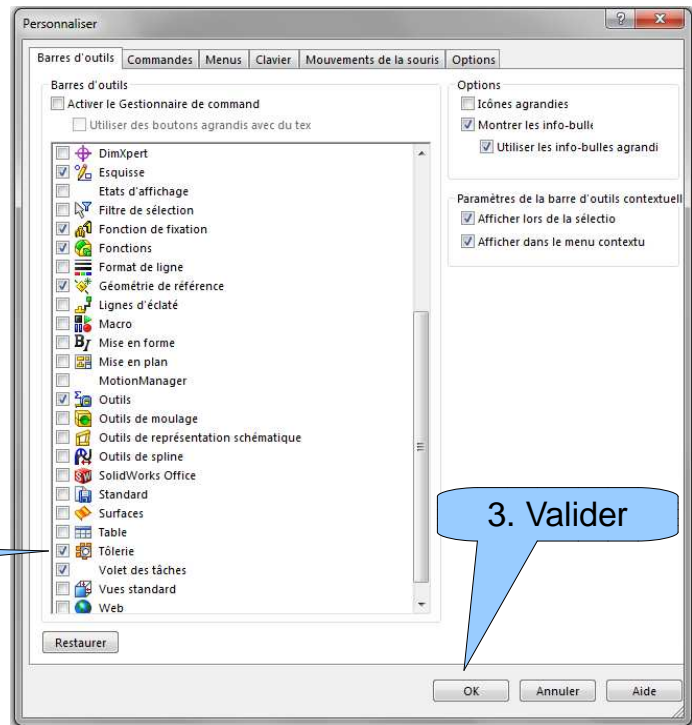 Personnaliser
Barres d'outils Commandes Menus Clavier Mouvements de la souris Options
Barres d'outils
Activer le Gestionnaire de command
Utiliser des boutons agrandis avec du tex
DimXpert
Esquisse
Etats d'affichage
Filtre de sélection
Fonction de fixation
Fonctions
Format de ligne
Géométrie de référence
Lignes d'éclaté
Macro
Mise en forme
Mise en plan
MotionManager
Outils
Outils de moulage
Outils de représentation schématique
Outils de spline
SolidWorks Office
Standard
Surfaces
Table
Tôlerie
Volet des tâches
Vues standard
Web
Restaurer
Options
Icônes agrandies
Montrer les info-bulle
Utiliser les info-bulles agrandi
Paramètres de la barre d'outils contextuell
Afficher lors de la sélectio
Afficher dans le menu contextu
3. Valider
OK Annuler Aide